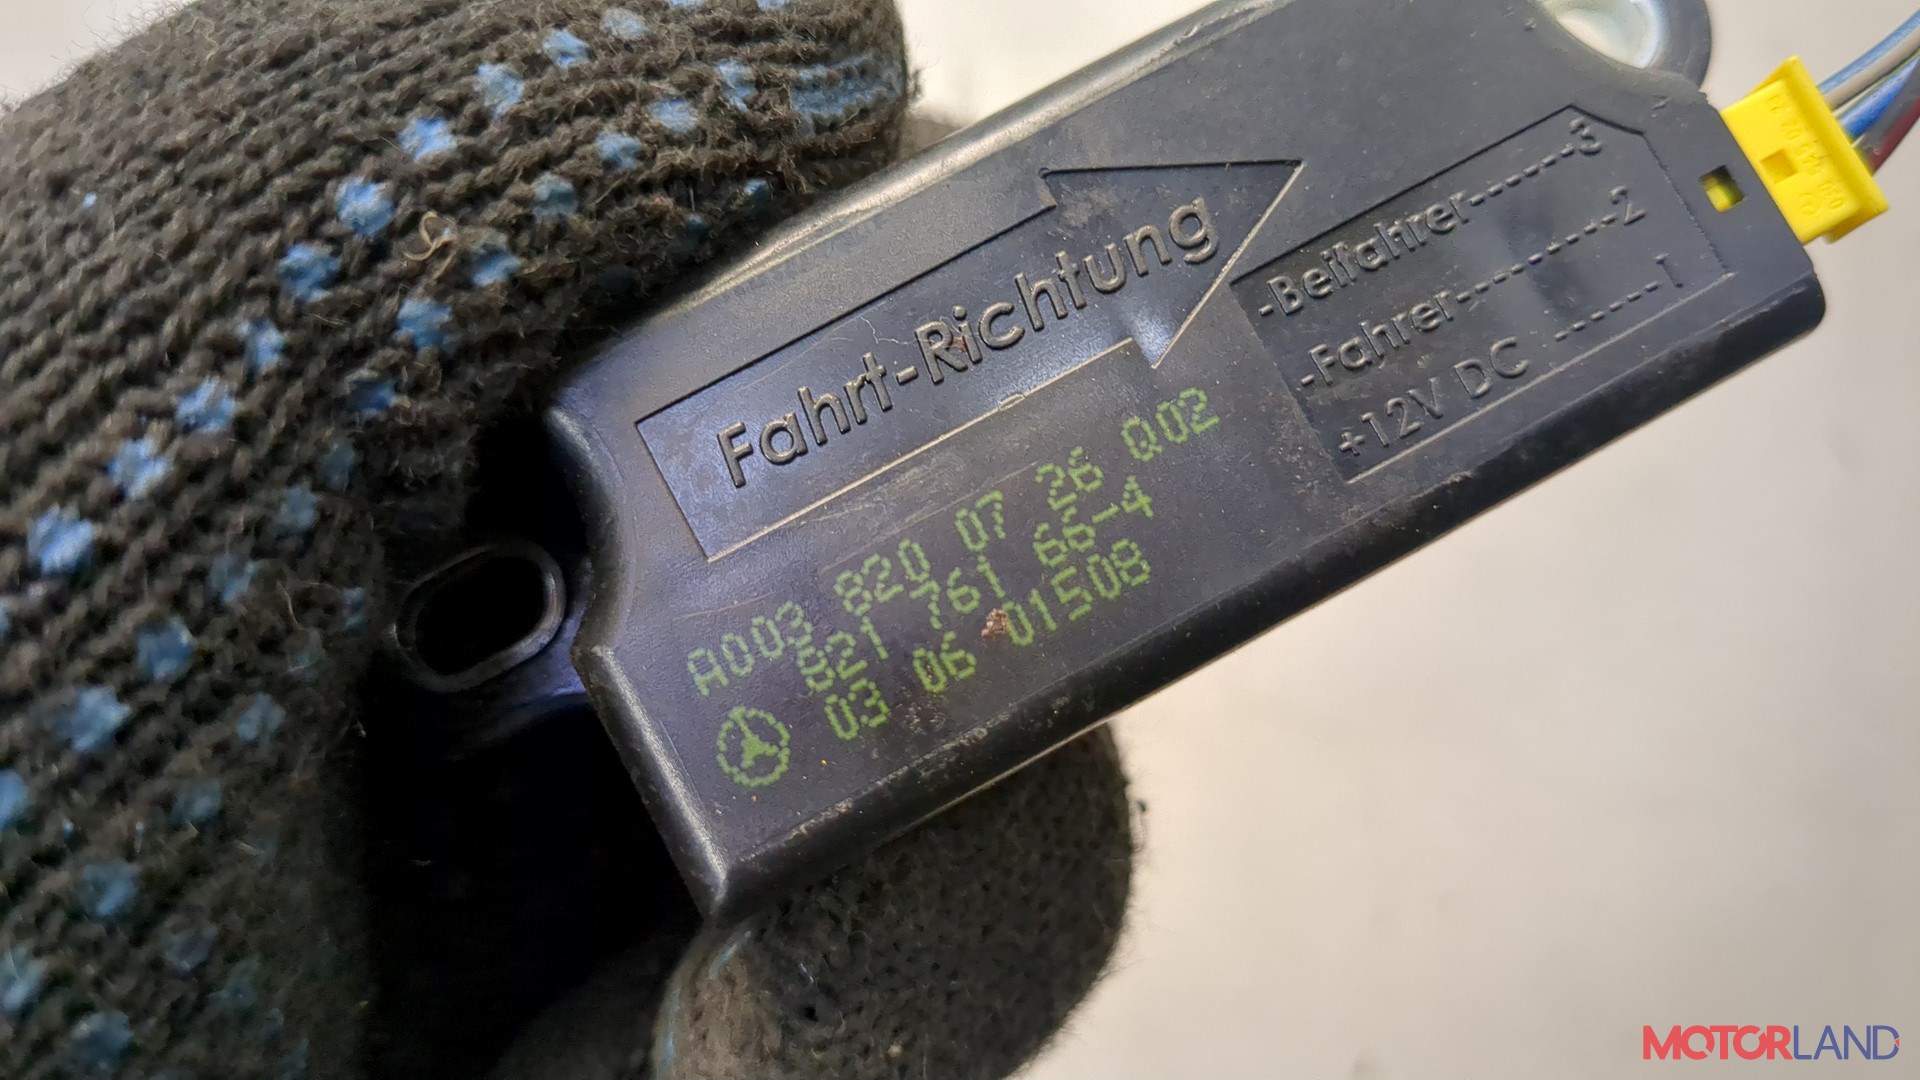 Fahrt-Richtung
-Beifahrer------3
-Fahrer--------2
+12V DC ------1
A003 820 07 26 Q02
821 761 66-4
03 06 01508
MOTORLAND